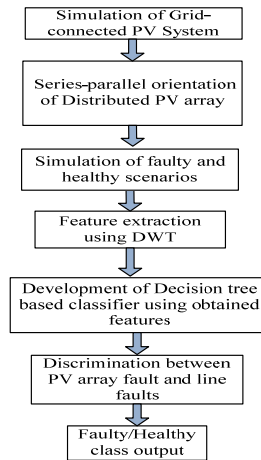 Simulation of Grid-
connected PV System
Series-parallel orientation
of Distributed PV array
Simulation of faulty and
healthy scenarios
Feature extraction
using DWT
Development of Decision tree
based classifier using obtained
features
Discrimination between
PV array fault and line
faults
Faulty/Healthy
class output